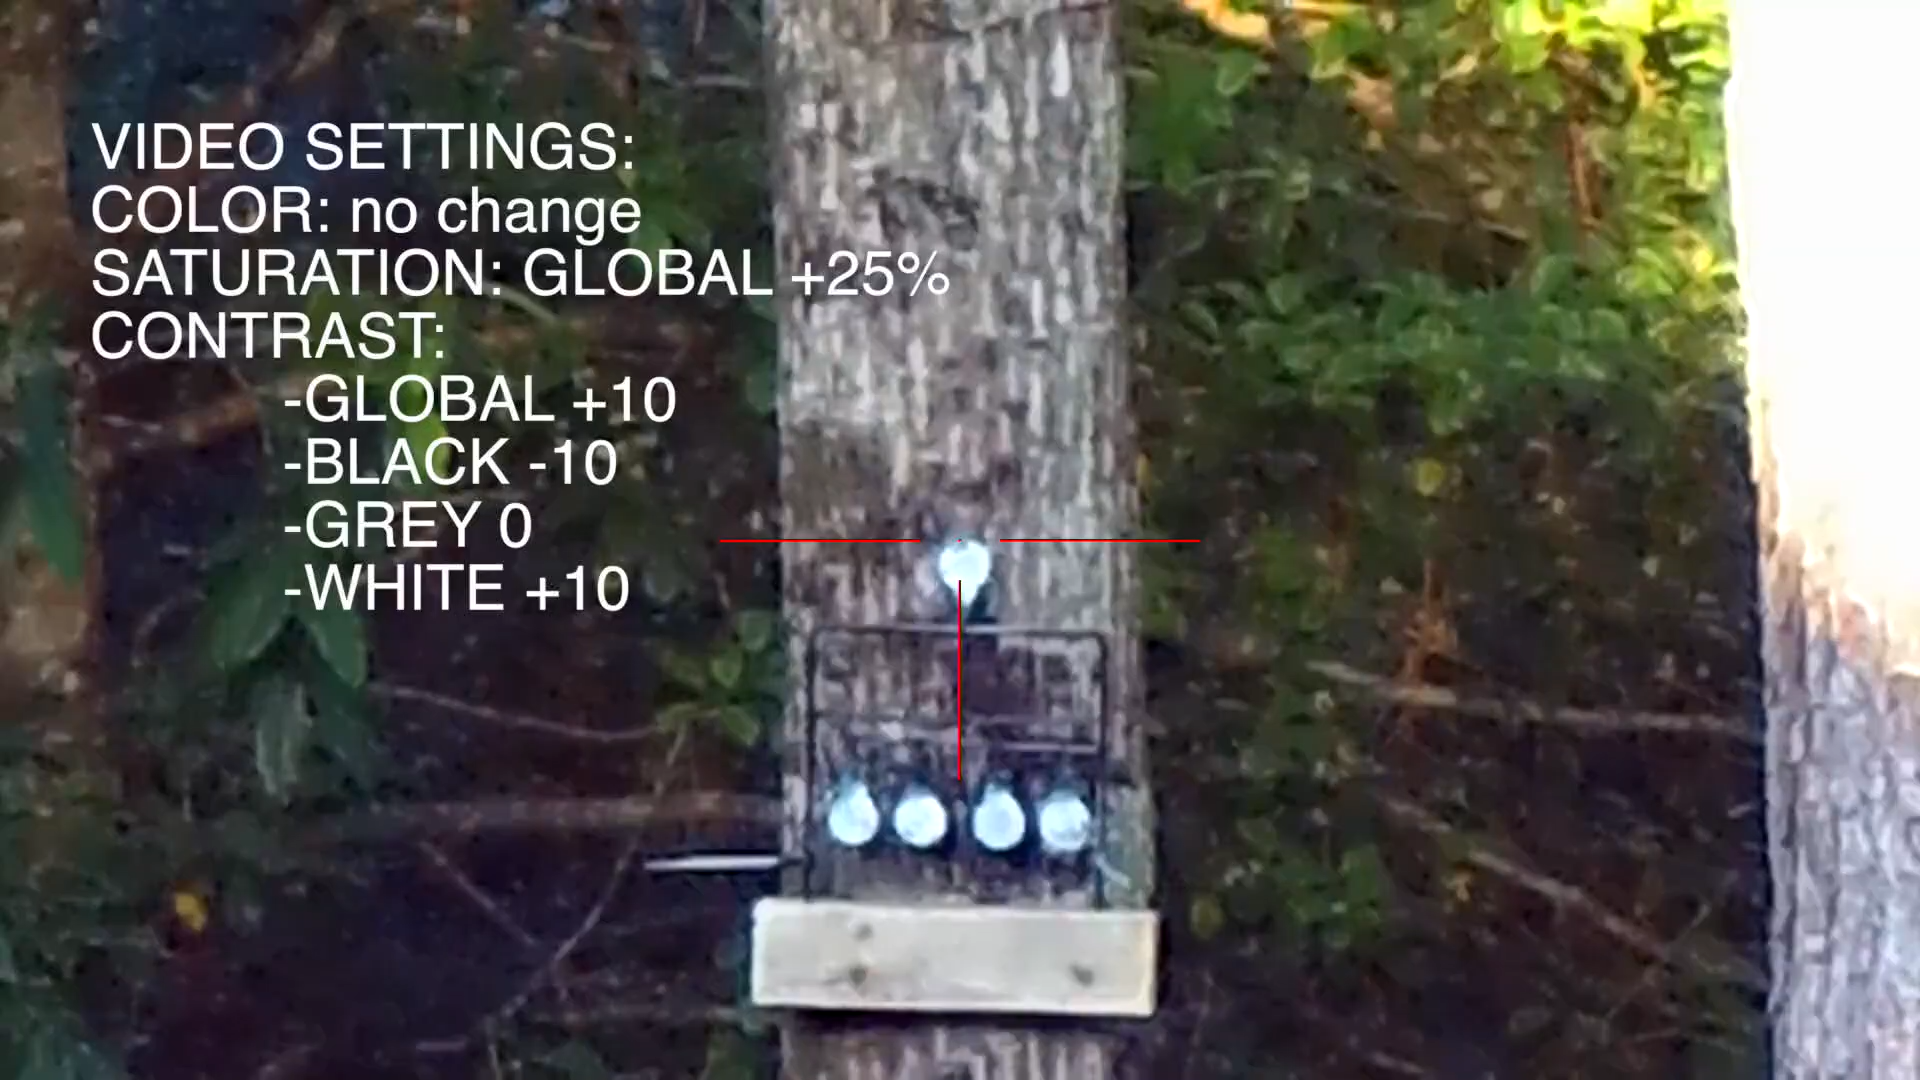 VIDEO SETTINGS:
COLOR: no change
SATURATION: GLOBAL +25%
CONTRAST:
-GLOBAL +10
-BLACK -10
-GREY 0
-WHITE +10